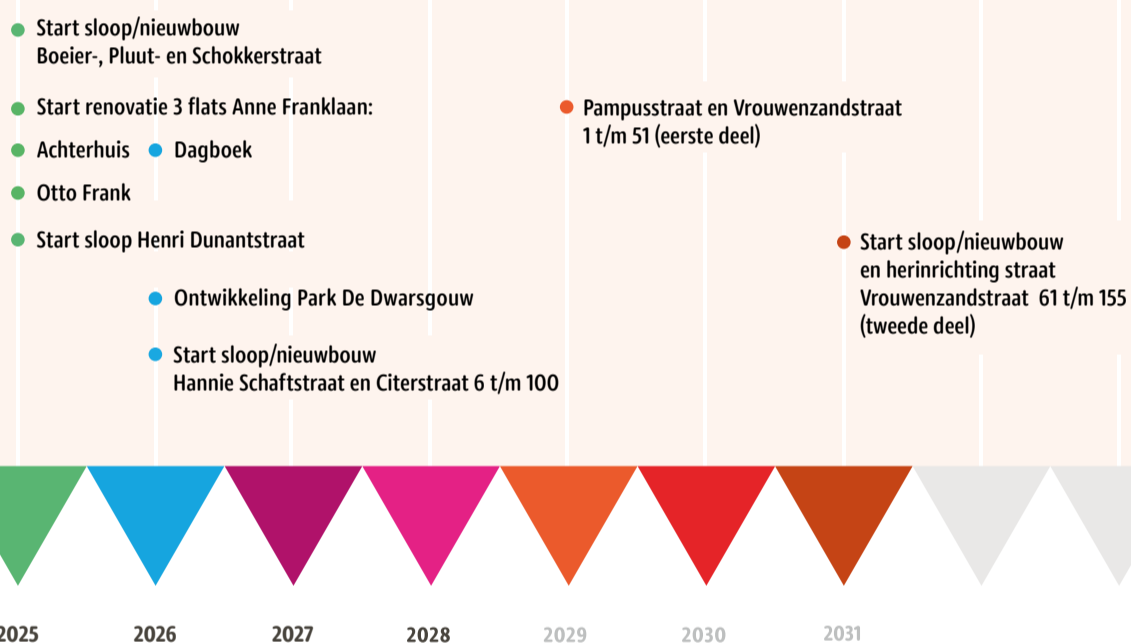 Start sloop/nieuwbouw
Boeier-, Pluut- en Schokkerstraat
Start renovatie 3 flats Anne Franklaan:
Achterhuis
Dagboek
Otto Frank
Start sloop Henri Dunantstraat
Ontwikkeling Park De Dwarsgouw
Start sloop/nieuwbouw
Hannie Schaftstraat en Citerstraat 6 t/m 100
Pampusstraat en Vrouwenzandstraat
1 t/m 51 (eerste deel)
Start sloop/nieuwbouw
en herinrichting straat
Vrouwenzandstraat 61 t/m 155
(tweede deel)
2025
2026
2027
2028
2029
2030
2031